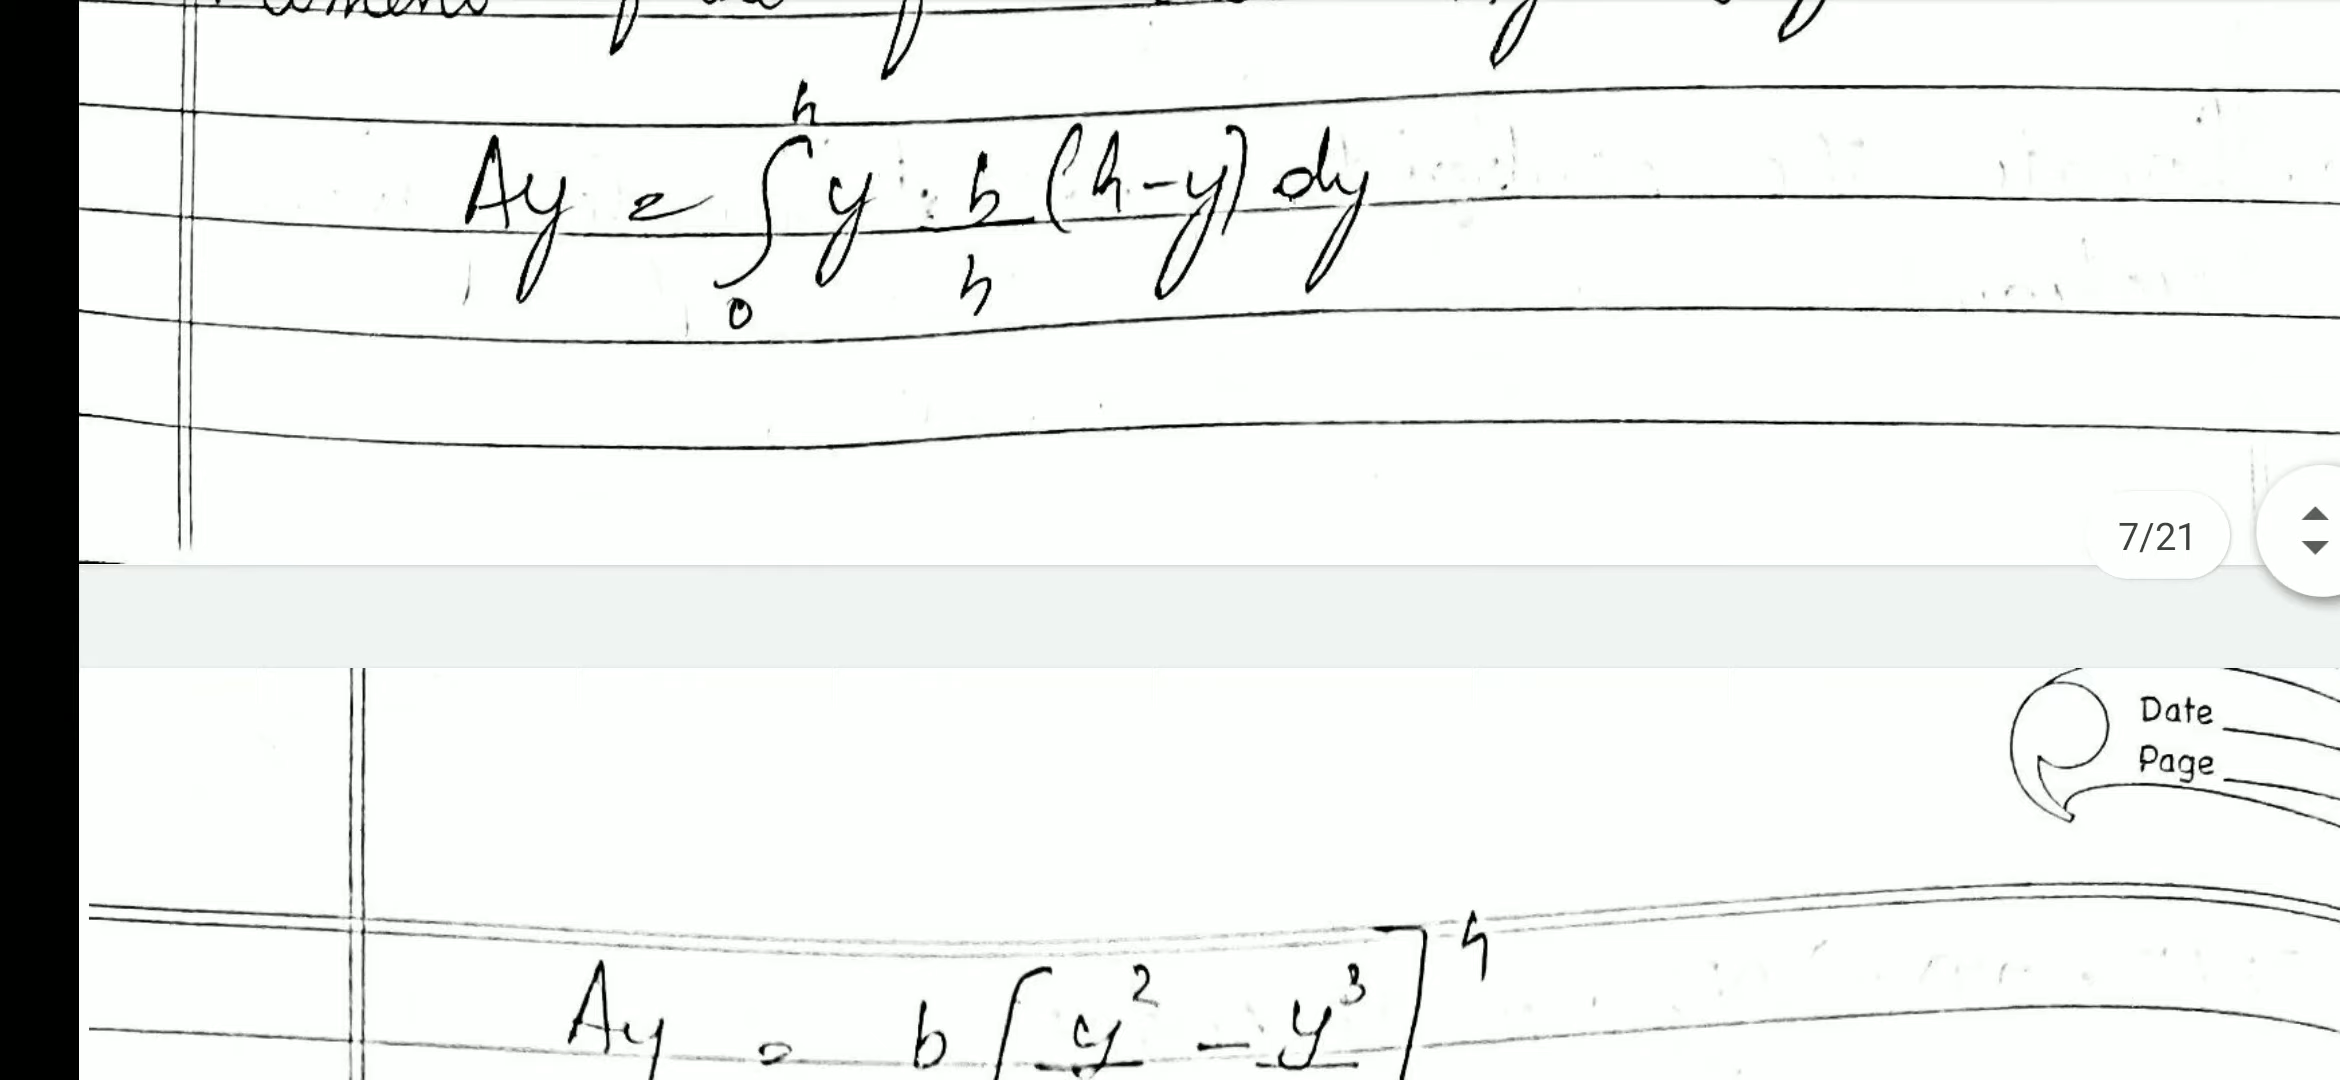 Ay = ∫₀ʰ y · b/h (h-y) dy
7/21
Date
Page
Ay = b [ y² - y³ ]ʰ